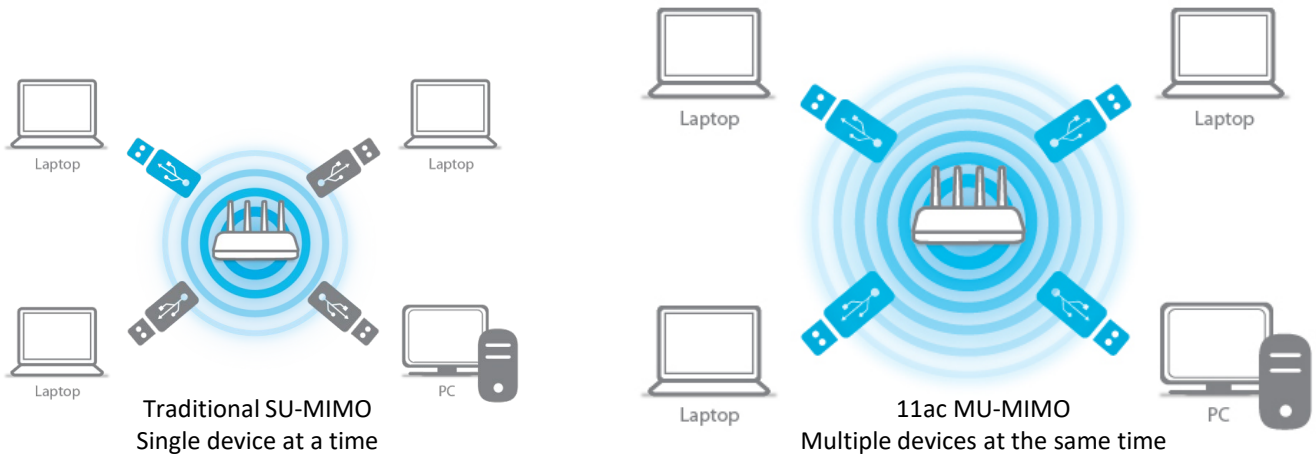 Laptop
Laptop
Laptop
PC
Traditional SU-MIMO
Single device at a time
Laptop
Laptop
Laptop
PC
11ac MU-MIMO
Multiple devices at the same time